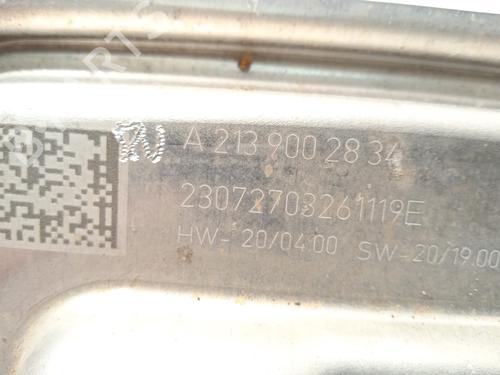 A 213 900 28 34
23072703261119E
HW- 20/04.00 SW-20/19.00